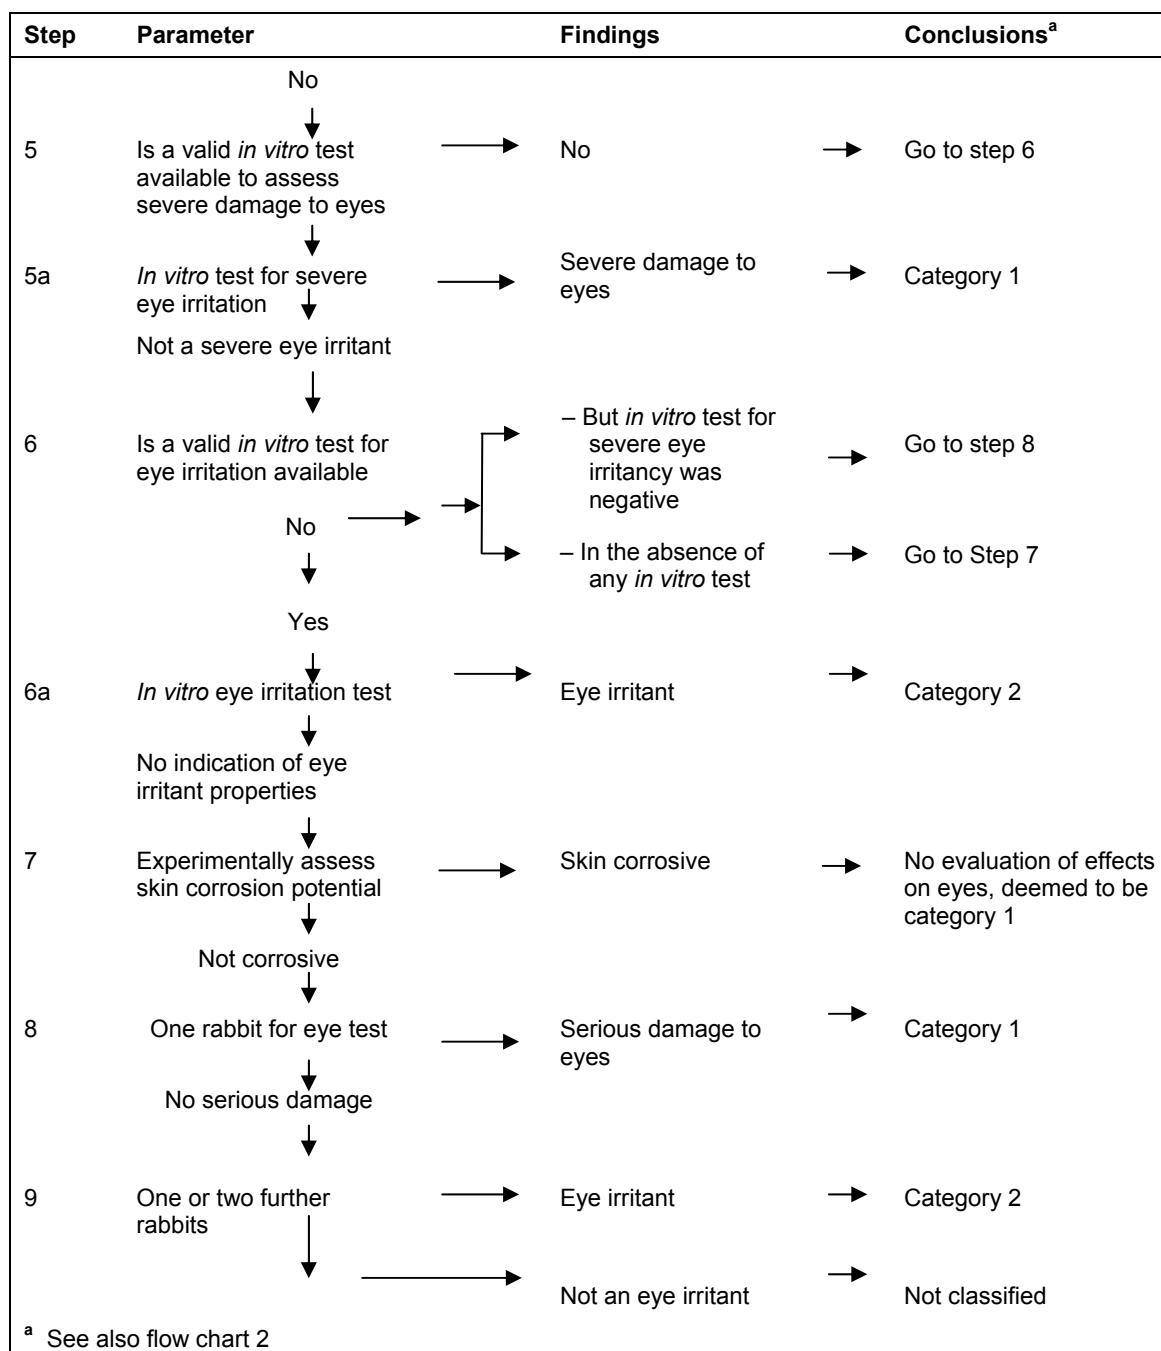 Step Parameter Findings Conclusionsa
No
5 Is a valid in vitro test No Go to step 6
available to assess
severe damage to eyes
5a In vitro test for severe Severe damage to Category 1
eye irritation eyes
Not a severe eye irritant
6 Is a valid in vitro test for – But in vitro test for Go to step 8
eye irritation available severe eye
irritancy was
negative
No
– In the absence of Go to Step 7
any in vitro test
Yes
6a In vitro eye irritation test Eye irritant Category 2
No indication of eye
irritant properties
7 Experimentally assess Skin corrosive No evaluation of effects
skin corrosion potential on eyes, deemed to be
category 1
Not corrosive
8 One rabbit for eye test Serious damage to Category 1
eyes
No serious damage
9 One or two further Eye irritant Category 2
rabbits
Not an eye irritant Not classified
a See also flow chart 2